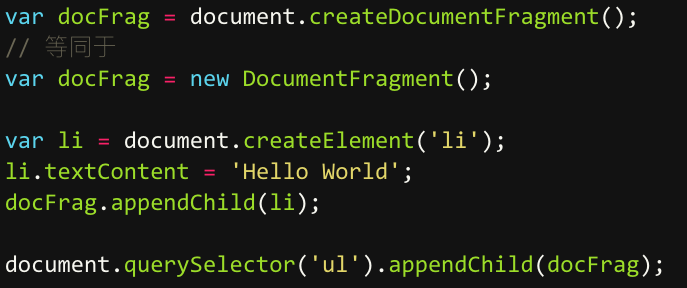 var docFrag = document.createDocumentFragment();
// 等同于
var docFrag = new DocumentFragment();
var li = document.createElement('li');
li.textContent = 'Hello World';
docFrag.appendChild(li);
document.querySelector('ul').appendChild(docFrag);